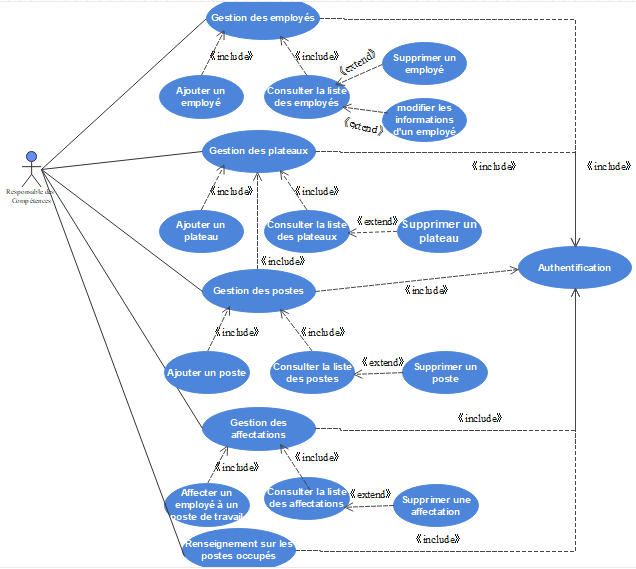 Gestion des employés
《include》
《include》
《extend》
Supprimer un
employé
Ajouter un
employé
Consulter la liste
des employés
modifier les
informations
d'un employé
《extend》
Responsable des
Compétences
Gestion des plateaux
《include》
《include》
《include》
《include》
Ajouter un
plateau
Consulter la liste
des plateaux
《extend》
Supprimer un
plateau
《include》
Authentification
Gestion des postes
《include》
《include》
《include》
Ajouter un poste
Consulter la liste
des postes
《extend》
Supprimer un
poste
Gestion des
affectations
《include》
《include》
《include》
Affecter un
employé à un
poste de travail
Consulter la liste
des affectations
《extend》
Supprimer une
affectation
Renseignement sur les
postes occupés
《include》